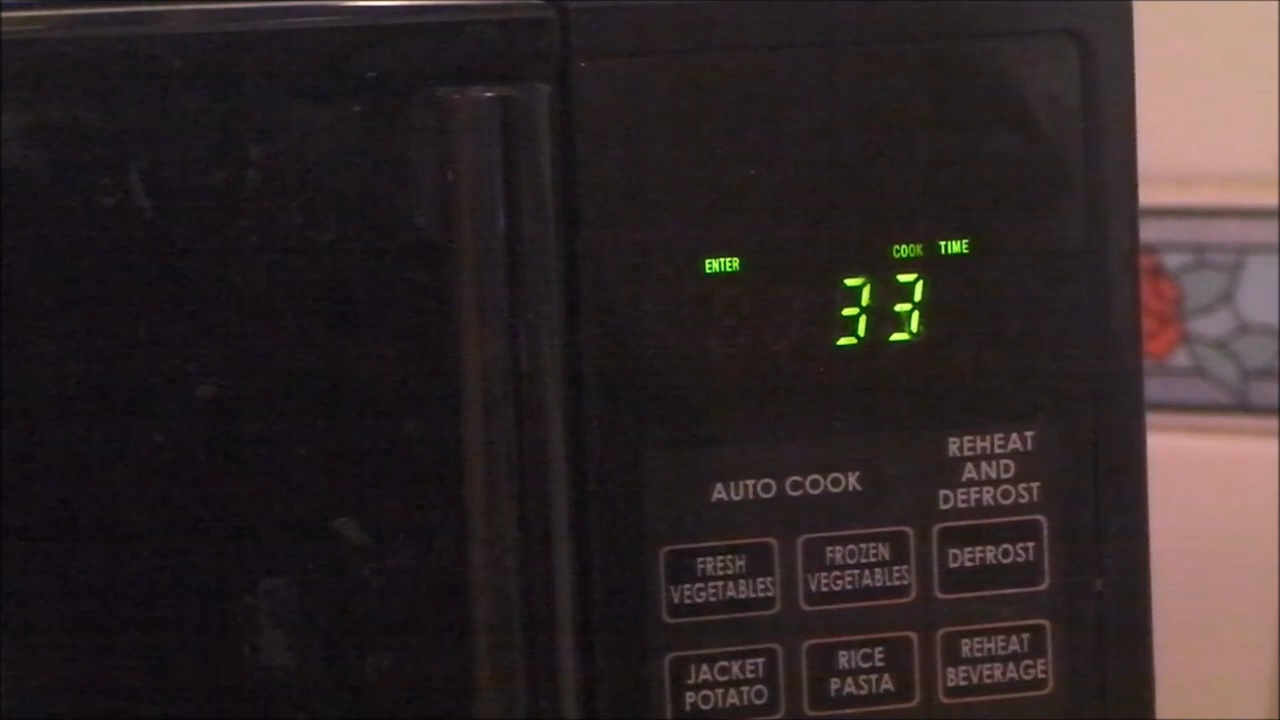 ENTER
COOK TIME
33
AUTO COOK
REHEAT
AND
DEFROST
FRESH
VEGETABLES
FROZEN
VEGETABLES
DEFROST
JACKET
POTATO
RICE
PASTA
REHEAT
BEVERAGE